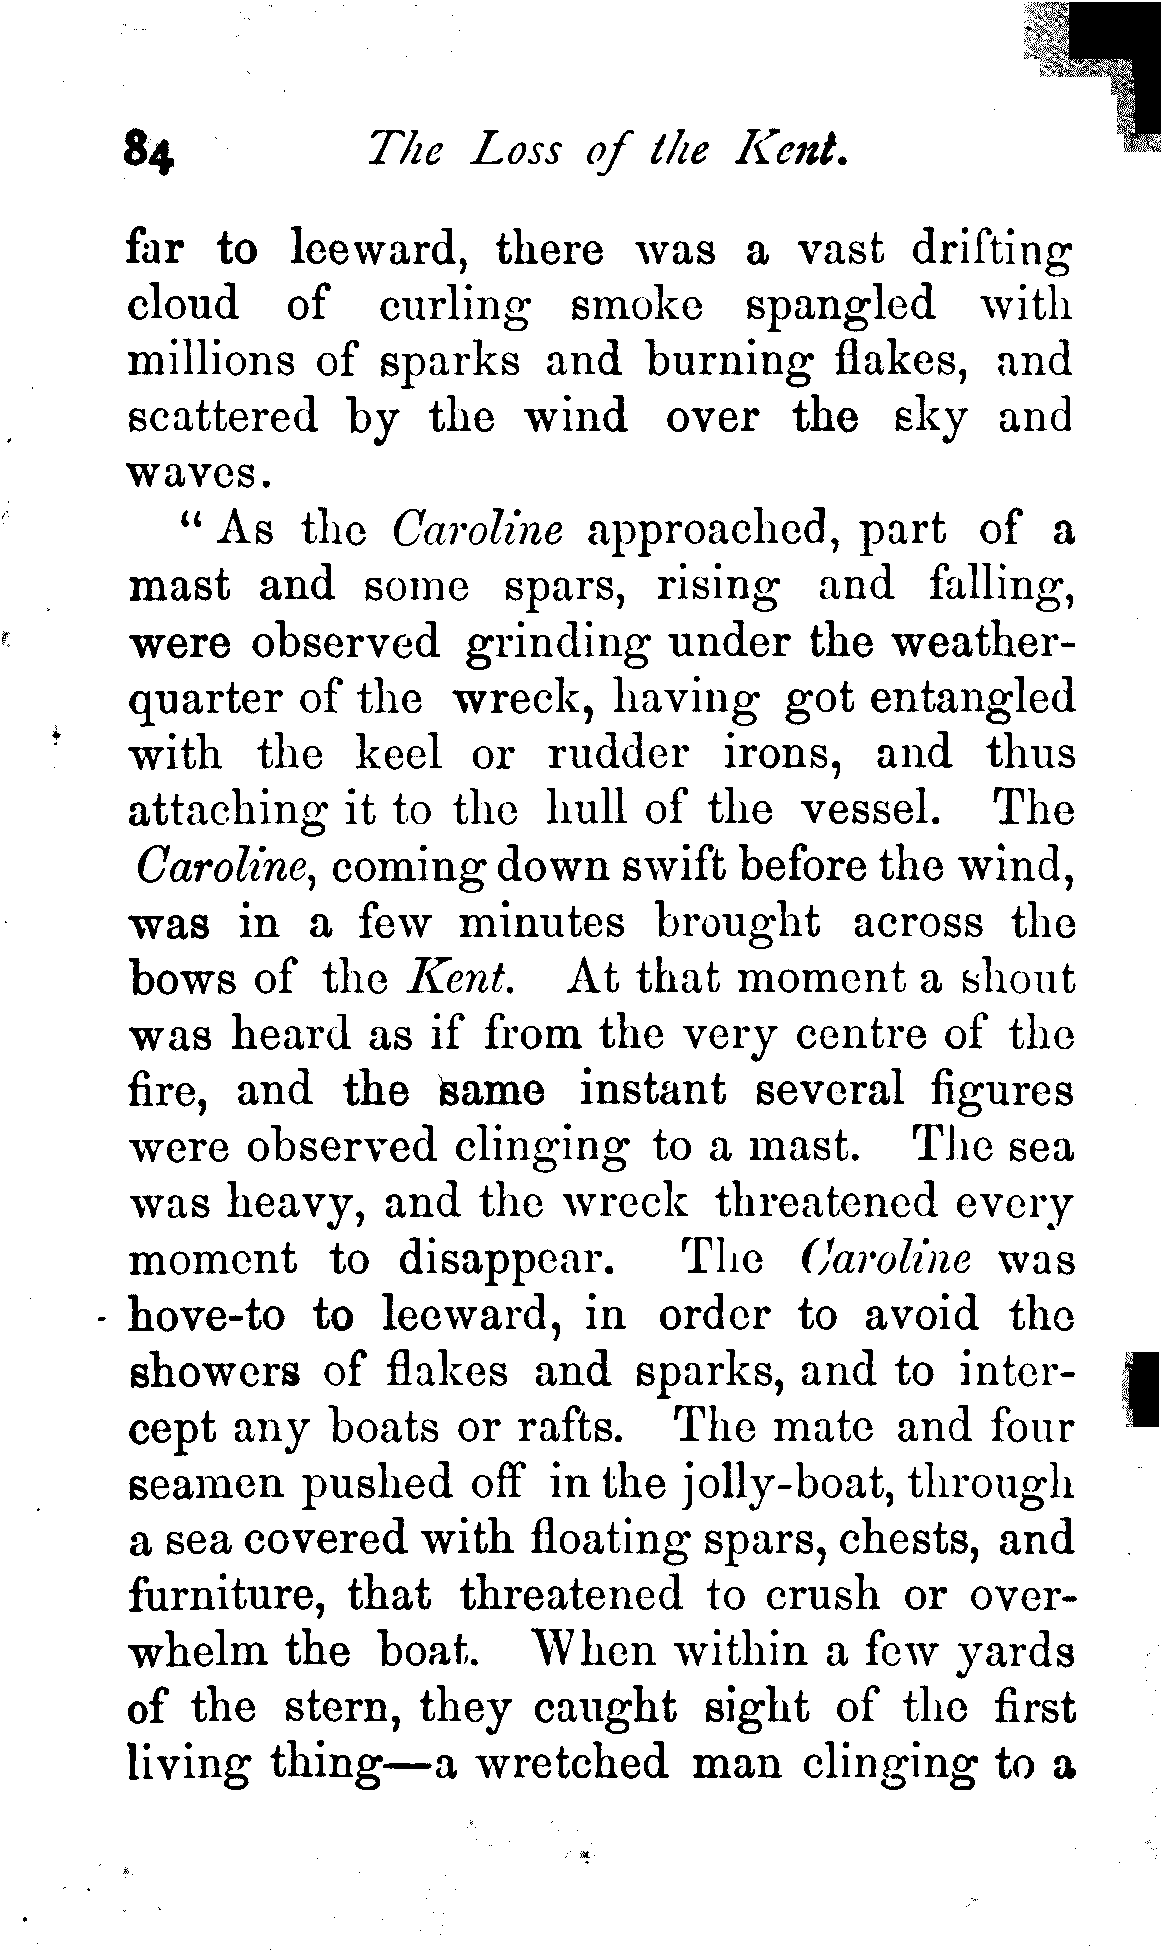 84 The Loss of the Kent.
far to leeward, there was a vast drifting
cloud of curling smoke spangled with
millions of sparks and burning flakes, and
scattered by the wind over the sky and
waves.
“ As the Caroline approached, part of a
mast and some spars, rising and falling,
were observed grinding under the weather-
quarter of the wreck, having got entangled
with the keel or rudder irons, and thus
attaching it to the hull of the vessel. The
Caroline, coming down swift before the wind,
was in a few minutes brought across the
bows of the Kent. At that moment a shout
was heard as if from the very centre of the
fire, and the same instant several figures
were observed clinging to a mast. The sea
was heavy, and the wreck threatened every
moment to disappear. The Caroline was
hove-to to leeward, in order to avoid the
showers of flakes and sparks, and to inter-
cept any boats or rafts. The mate and four
seamen pushed off in the jolly-boat, through
a sea covered with floating spars, chests, and
furniture, that threatened to crush or over-
whelm the boat. When within a few yards
of the stern, they caught sight of the first
living thing—a wretched man clinging to a